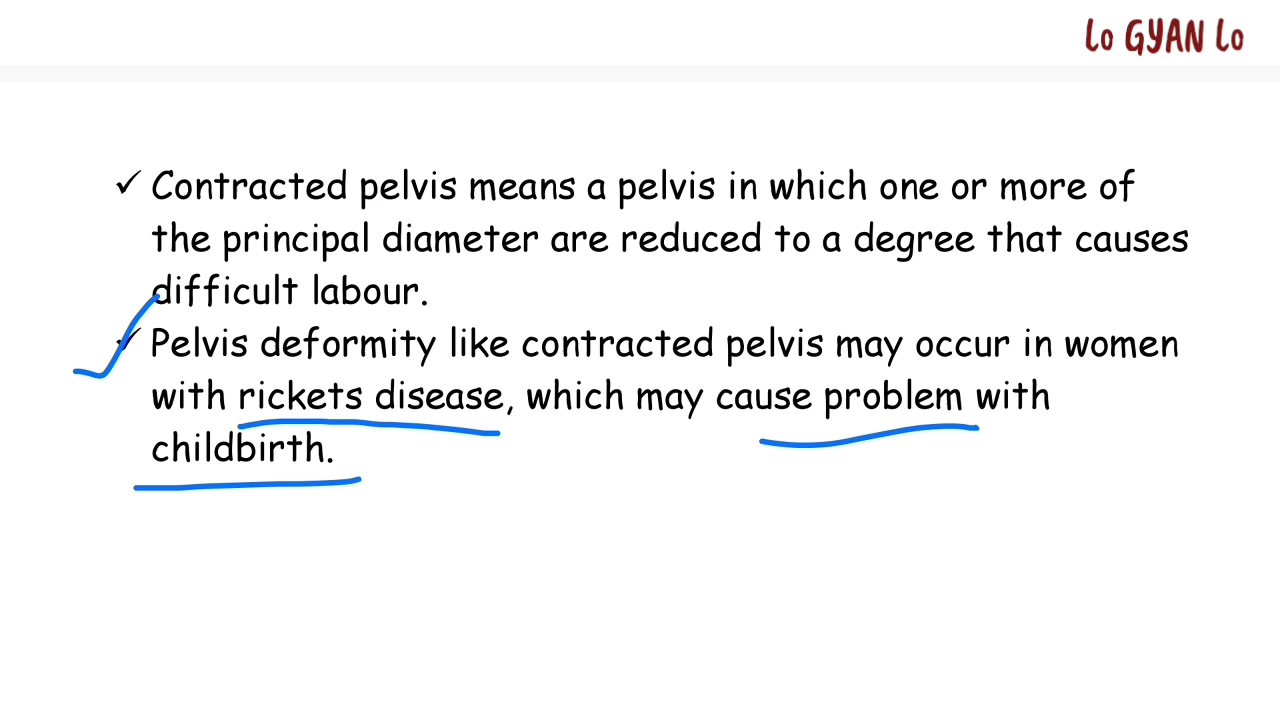 Lo GYAN Lo
✓ Contracted pelvis means a pelvis in which one or more of
the principal diameter are reduced to a degree that causes
difficult labour.
✓ Pelvis deformity like contracted pelvis may occur in women
with rickets disease, which may cause problem with
childbirth.